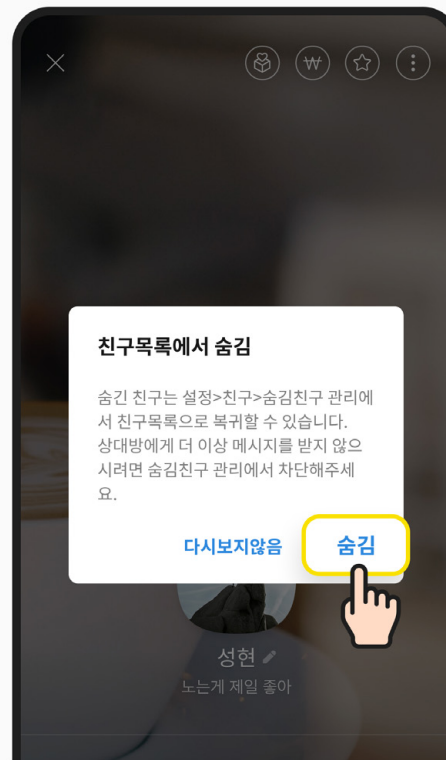 친구목록에서 숨김
숨긴 친구는 설정>친구>숨김친구 관리에
서 친구목록으로 복귀할 수 있습니다.
상대방에게 더 이상 메시지를 받지 않으
시려면 숨김친구 관리에서 차단해주세
요.
다시보지않음 숨김
성현
노는게 제일 좋아